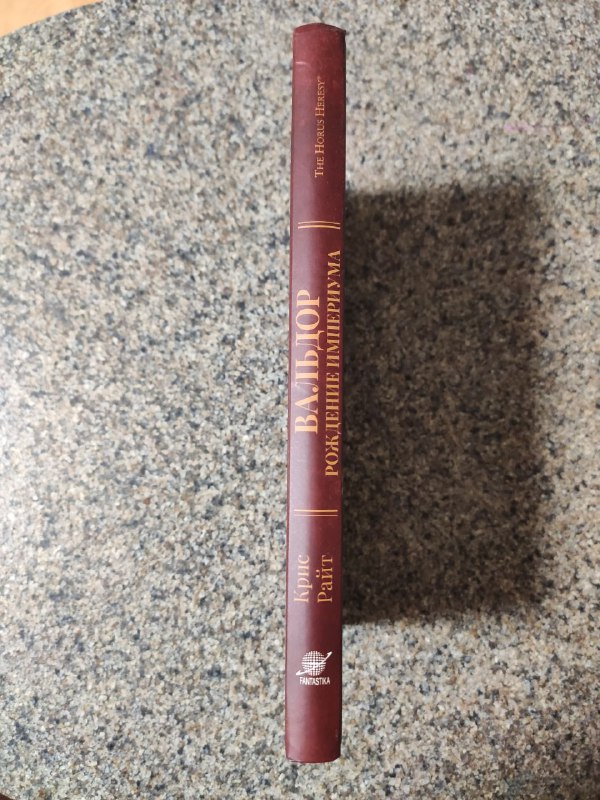 THE HORUS HERESY®
ВАЛЬДОР
РОЖДЕНИЕ ИМПЕРИУМА
Крис
Райт
FANTASTIKA